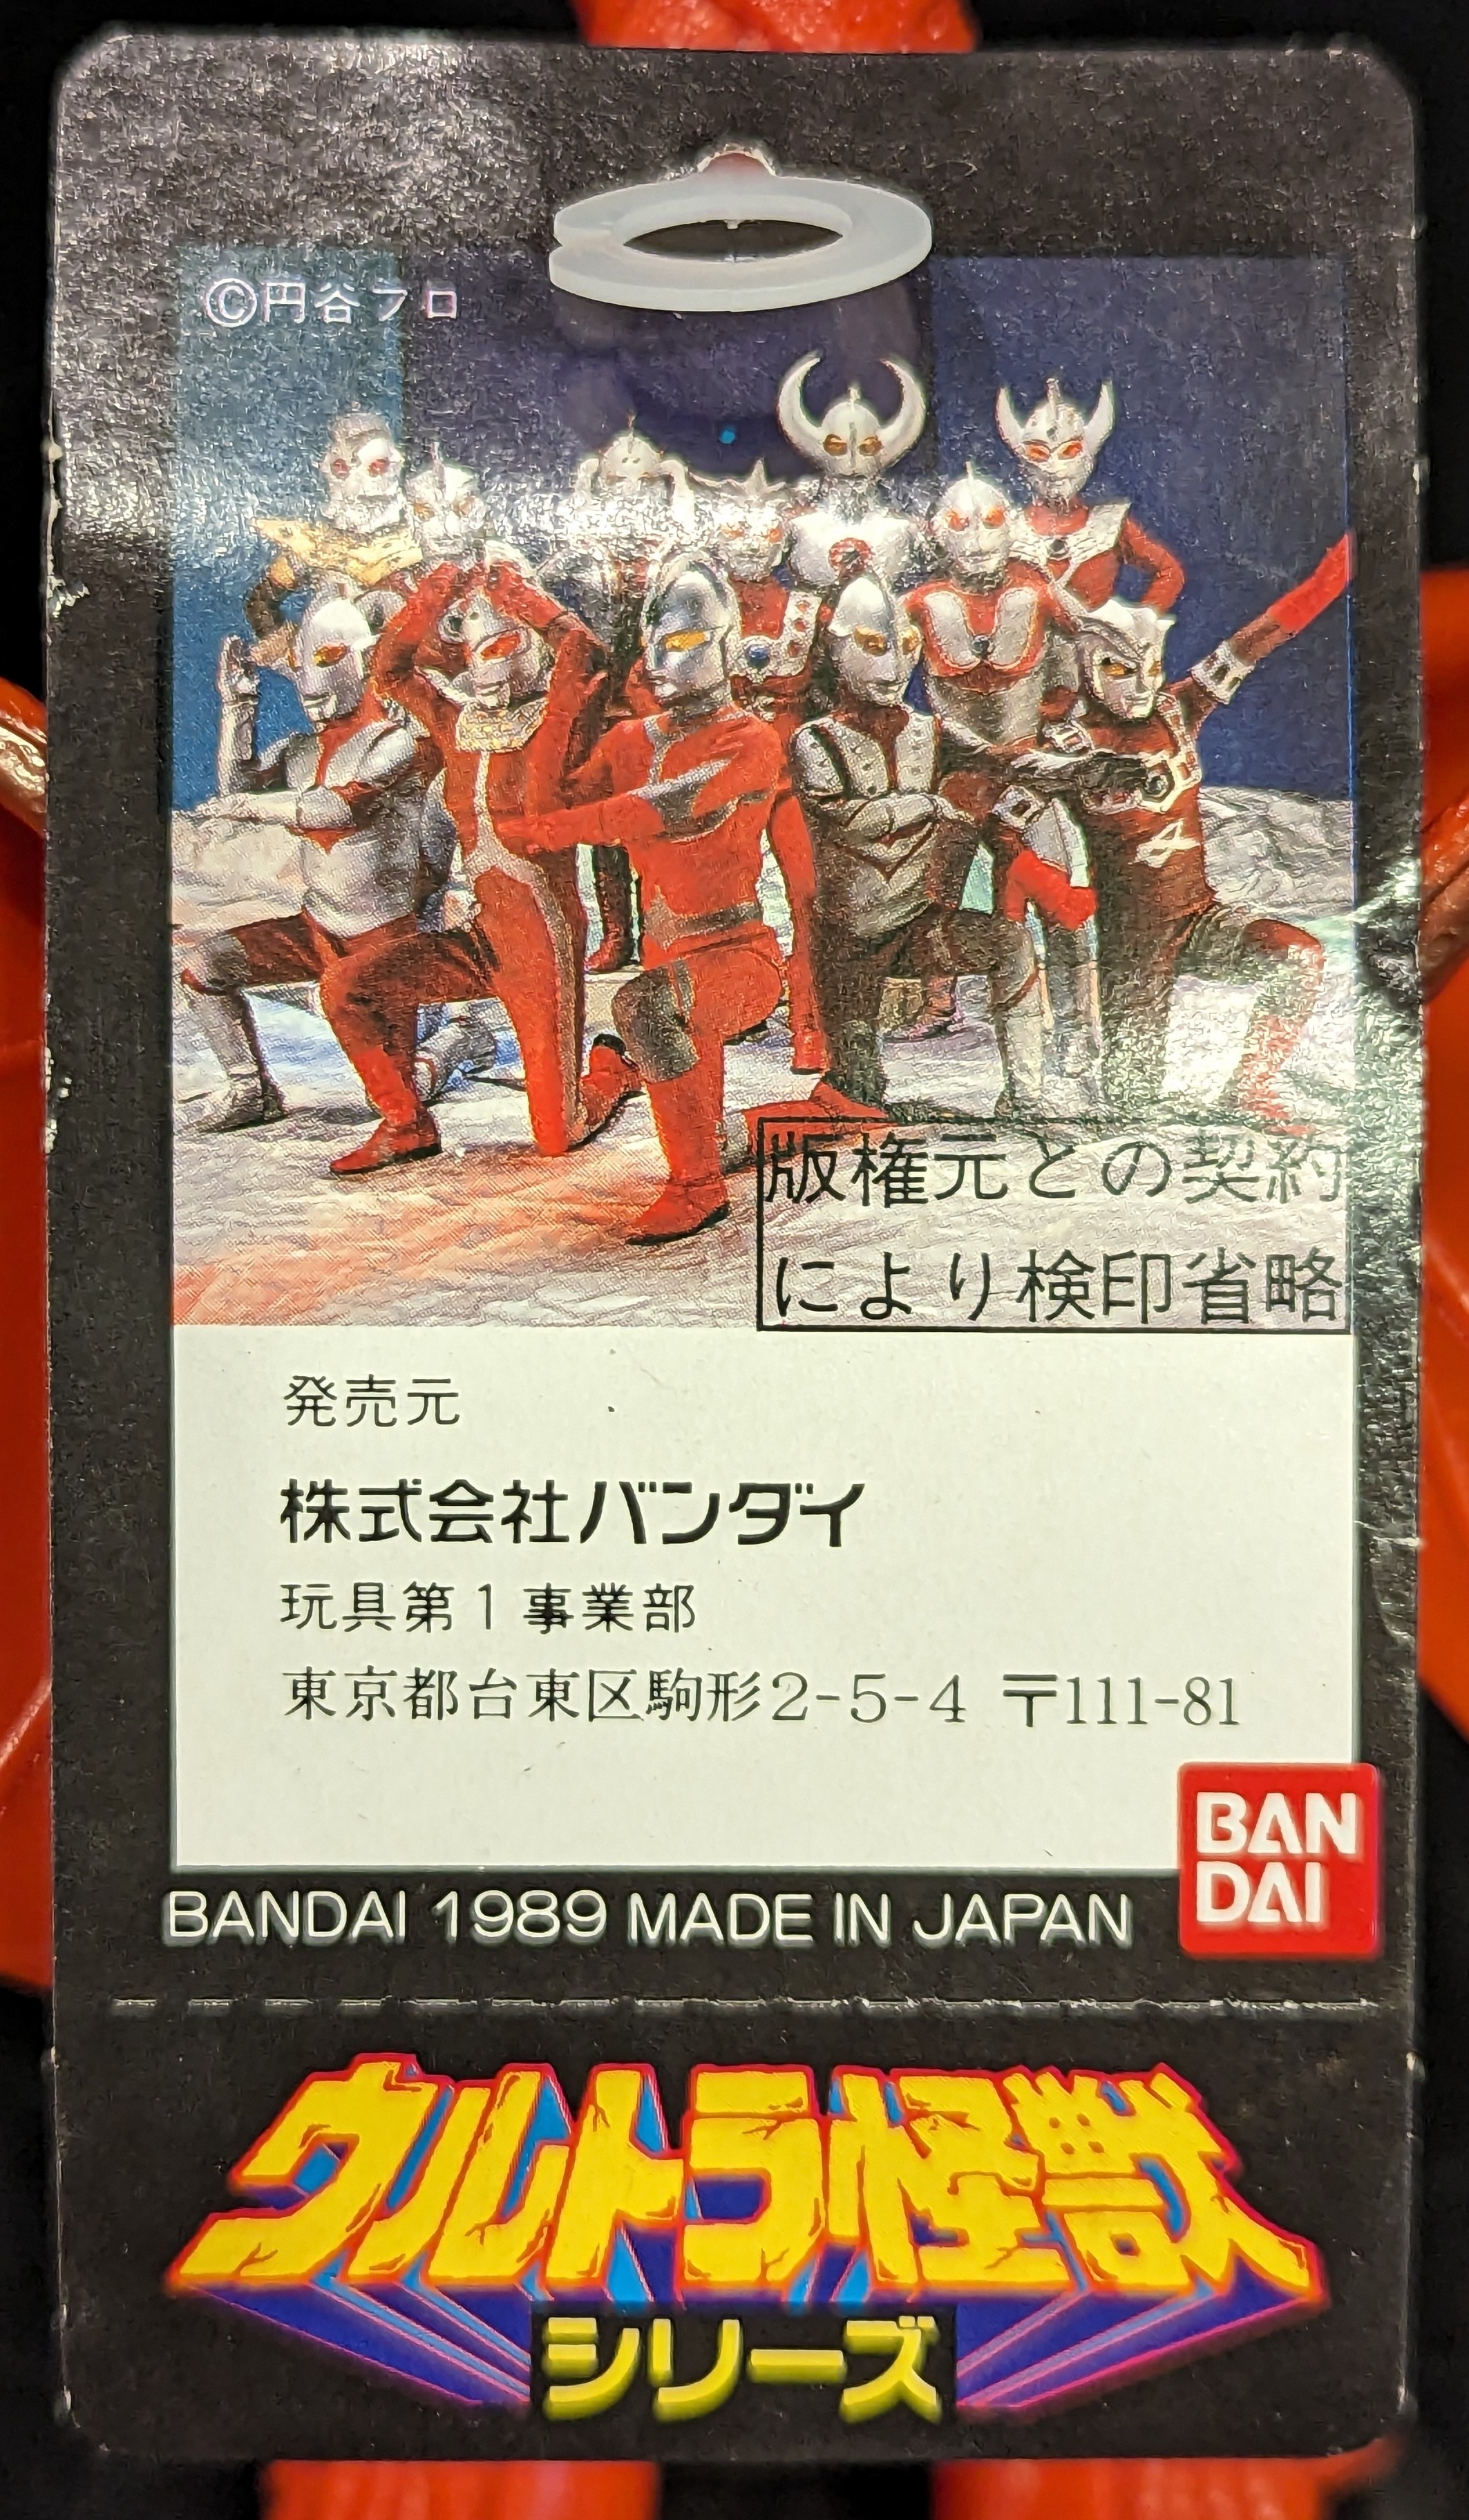 ©円谷プロ
版権元との契約
により検印省略
発売元
株式会社バンダイ
玩具第1事業部
東京都台東区駒形2-5-4 〒111-81
BAN
DAI
BANDAI 1989 MADE IN JAPAN
ウルトラ怪獣
シリーズ